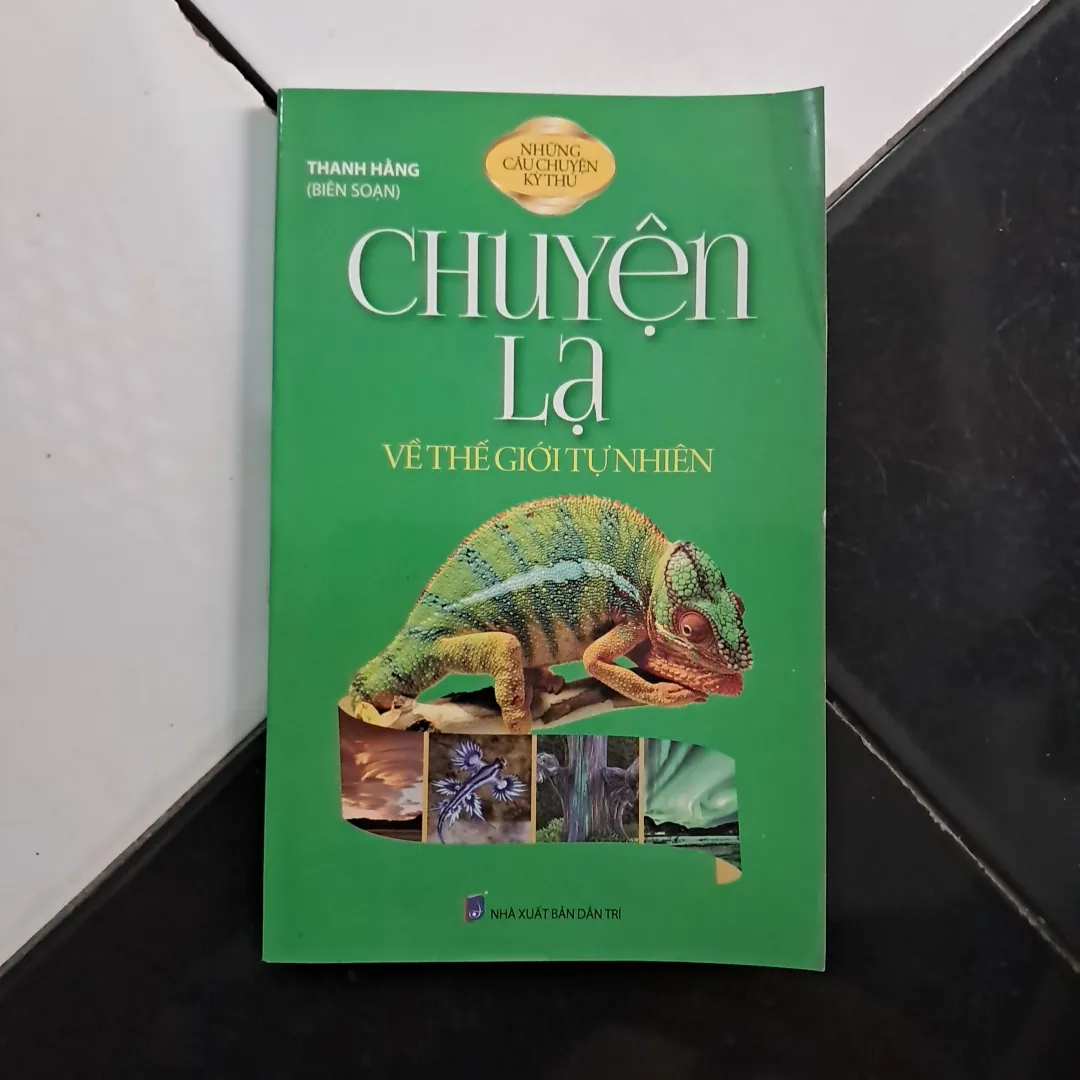 THANH HẰNG
(BIÊN SOẠN)
NHỮNG
CÂU CHUYỆN
KỲ THÚ
CHUYỆN
LẠ
VỀ THẾ GIỚI TỰ NHIÊN
NHÀ XUẤT BẢN DÂN TRÍ